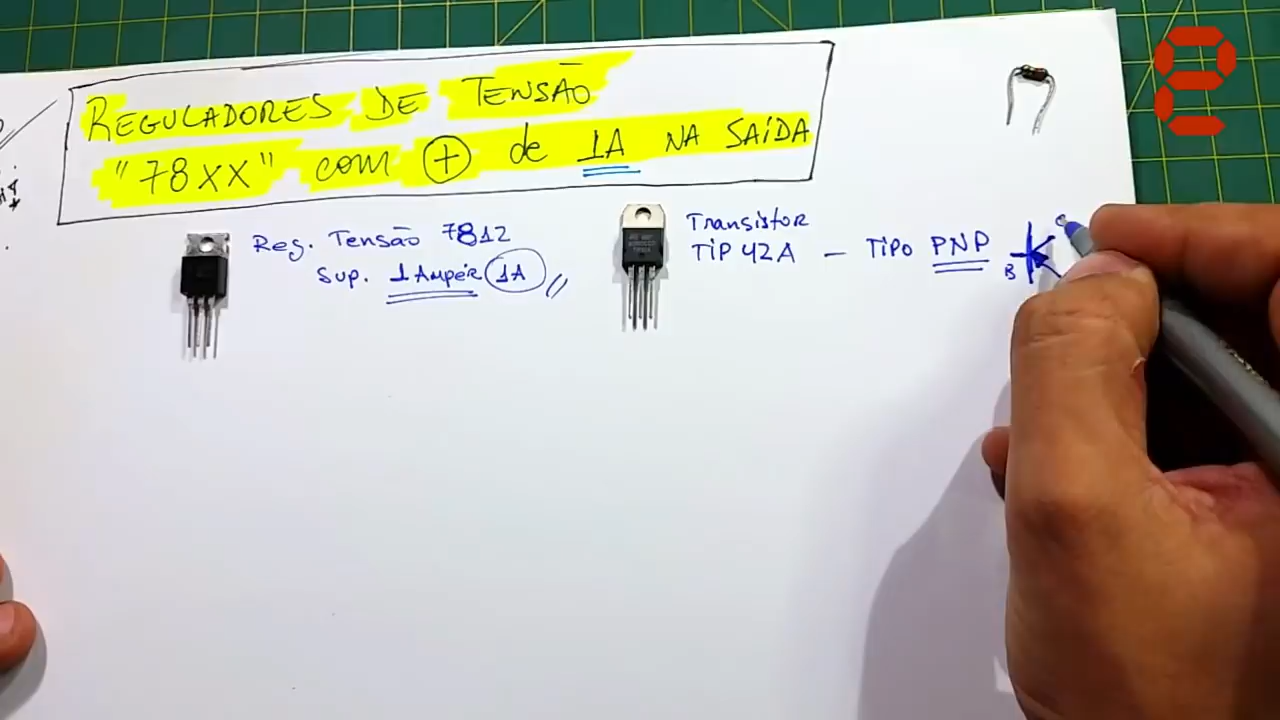 REGULADORES DE TENSÃO
"78XX" com + de 1A NA SAÍDA
Reg. Tensão 7812
Sup. 1 Ampér 1A
Transistor
TIP 42A — TIPO PNP
B